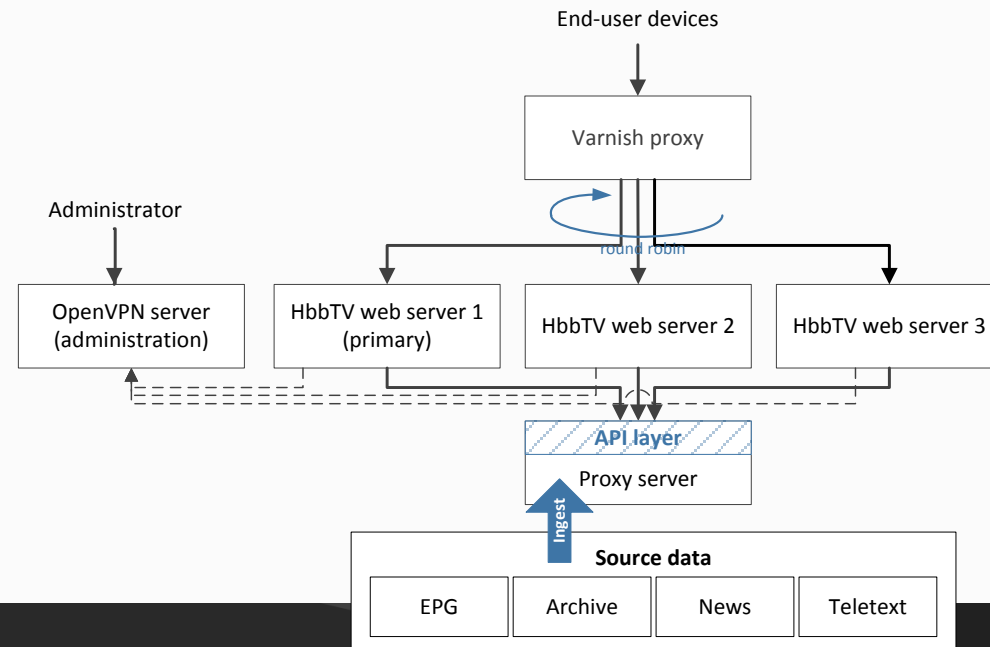 End-user devices
Varnish proxy
round robin
Administrator
OpenVPN server
(administration)
HbbTV web server 1
(primary)
HbbTV web server 2
HbbTV web server 3
API layer
Proxy server
Ingest
Source data
EPG
Archive
News
Teletext